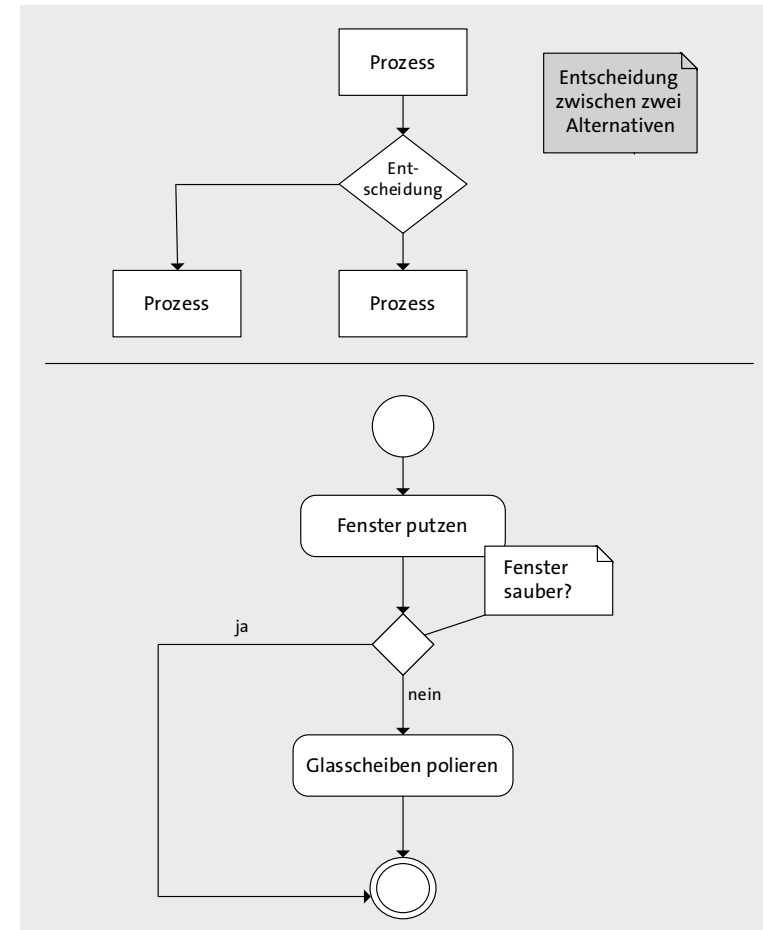 Prozess
Entscheidung
zwischen zwei
Alternativen
Ent-
scheidung
Prozess
Prozess
Fenster putzen
Fenster
sauber?
ja
nein
Glasscheiben polieren